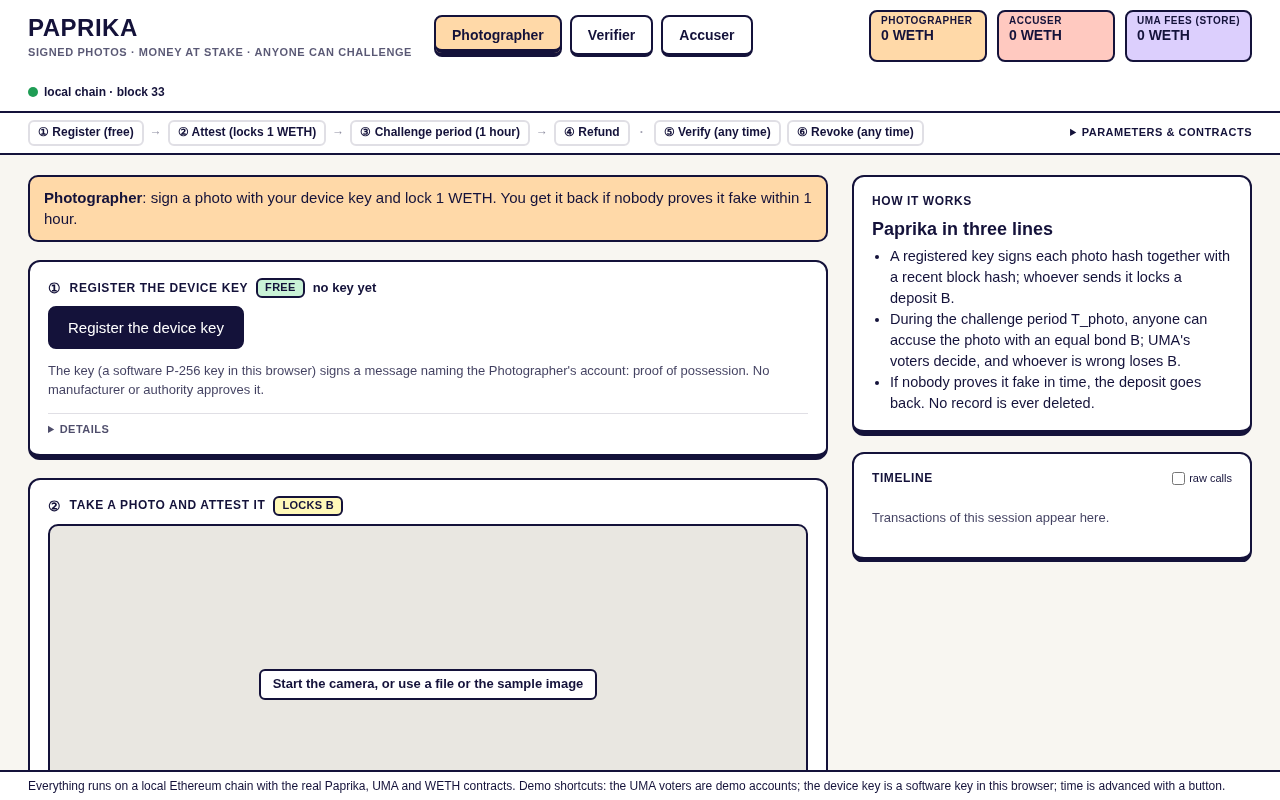 PAPRIKA
SIGNED PHOTOS · MONEY AT STAKE · ANYONE CAN CHALLENGE
Photographer
Verifier
Accuser
PHOTOGRAPHER
0 WETH
ACCUSER
0 WETH
UMA FEES (STORE)
0 WETH
local chain · block 33
① Register (free) → ② Attest (locks 1 WETH) → ③ Challenge period (1 hour) → ④ Refund · ⑤ Verify (any time) ⑥ Revoke (any time)
▶ PARAMETERS & CONTRACTS
Photographer: sign a photo with your device key and lock 1 WETH. You get it back if nobody proves it fake within 1
hour.
① REGISTER THE DEVICE KEY FREE no key yet
Register the device key
The key (a software P-256 key in this browser) signs a message naming the Photographer's account: proof of possession. No
manufacturer or authority approves it.
▶ DETAILS
② TAKE A PHOTO AND ATTEST IT LOCKS B
Start the camera, or use a file or the sample image
HOW IT WORKS
Paprika in three lines
• A registered key signs each photo hash together with
a recent block hash; whoever sends it locks a
deposit B.
• During the challenge period T_photo, anyone can
accuse the photo with an equal bond B; UMA's
voters decide, and whoever is wrong loses B.
• If nobody proves it fake in time, the deposit goes
back. No record is ever deleted.
TIMELINE
raw calls
Transactions of this session appear here.
Everything runs on a local Ethereum chain with the real Paprika, UMA and WETH contracts. Demo shortcuts: the UMA voters are demo accounts; the device key is a software key in this browser; time is advanced with a button.